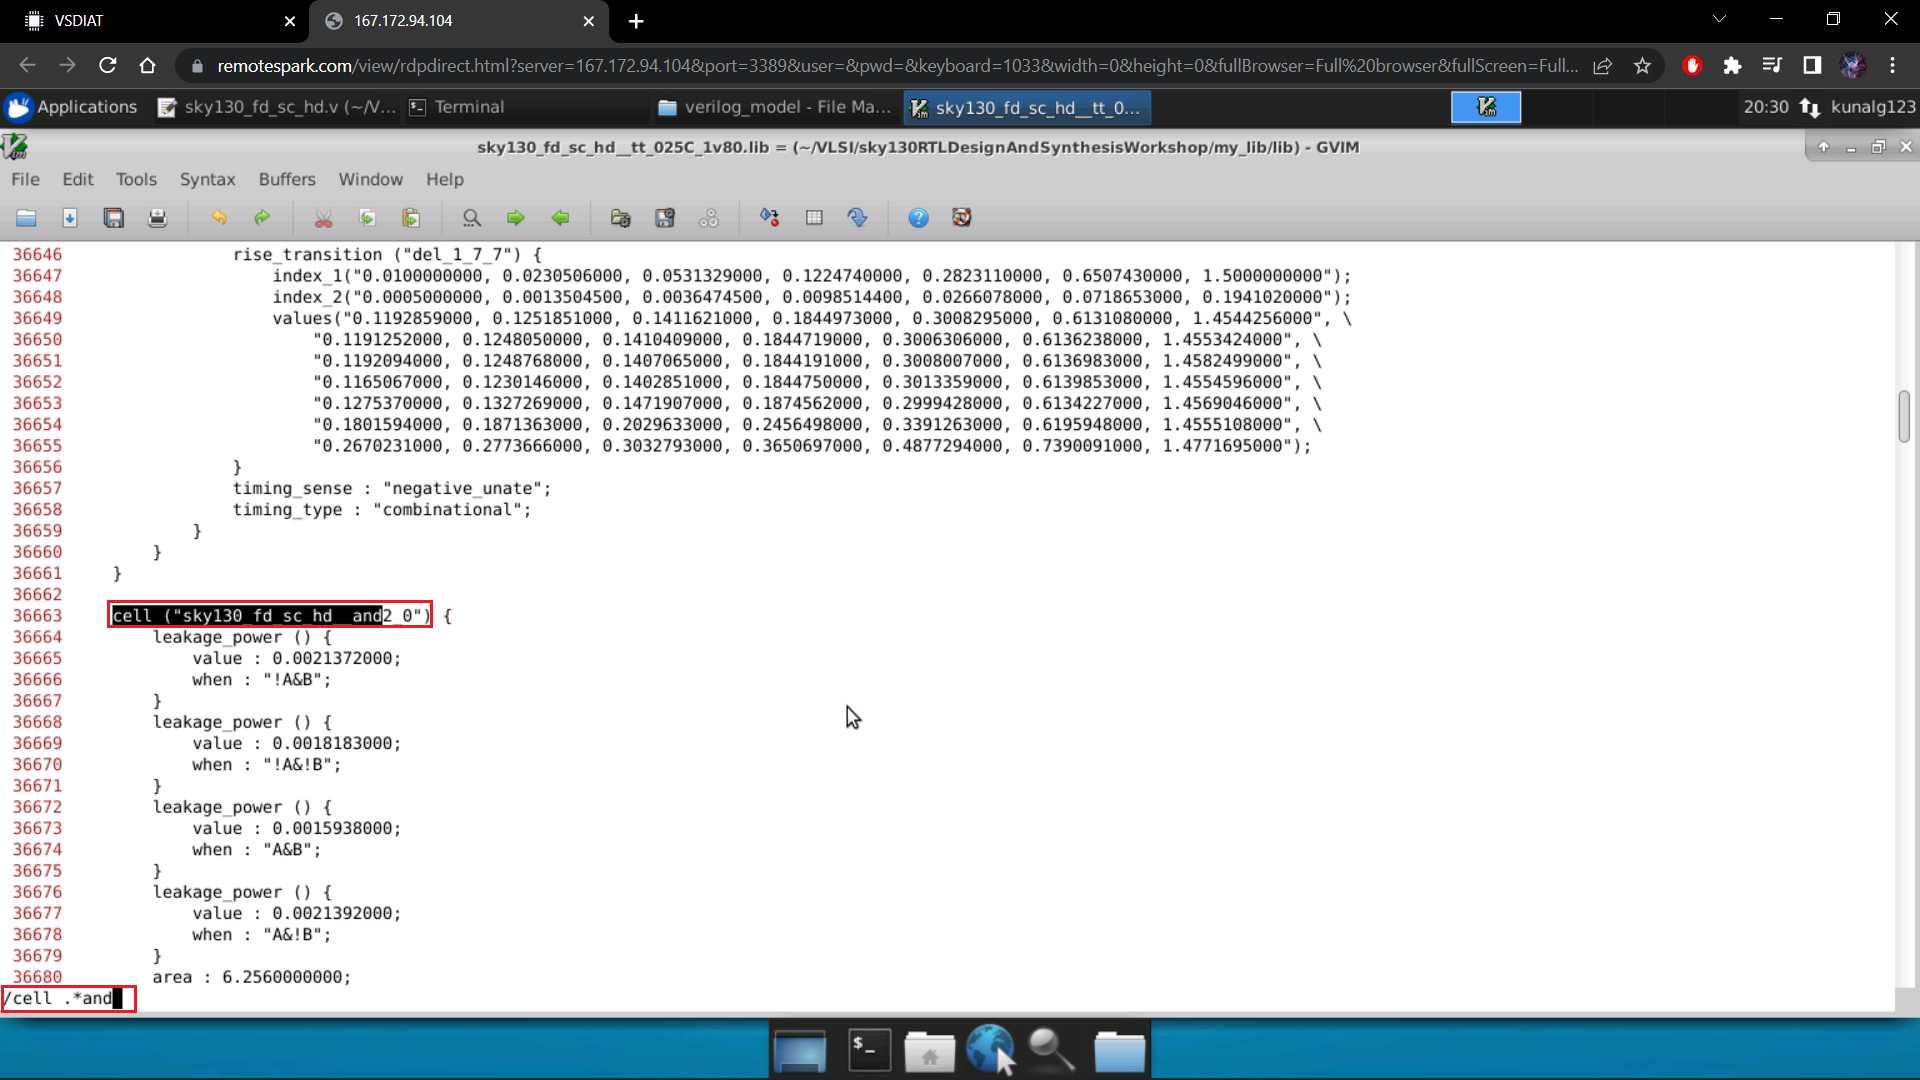 VSDIAT
167.172.94.104
remotespark.com/view/rdpdirect.html?server=167.172.94.104&port=3389&user=&pwd=&keyboard=1033&width=0&height=0&fullBrowser=Full%20browser&fullScreen=Full...
Applications sky130_fd_sc_hd.v (~/V... Terminal verilog_model - File Ma... sky130_fd_sc_hd__tt_0... 20:30 kunalg123
sky130_fd_sc_hd__tt_025C_1v80.lib = (~/VLSI/sky130RTLDesignAndSynthesisWorkshop/my_lib/lib) - GVIM
File Edit Tools Syntax Buffers Window Help
36646 rise_transition ("del_1_7_7") {
36647 index_1("0.0100000000, 0.0230506000, 0.0531329000, 0.1224740000, 0.2823110000, 0.6507430000, 1.5000000000");
36648 index_2("0.0005000000, 0.0013504500, 0.0036474500, 0.0098514400, 0.0266078000, 0.0718653000, 0.1941020000");
36649 values("0.1192859000, 0.1251851000, 0.1411621000, 0.1844973000, 0.3008295000, 0.6131080000, 1.4544256000", \
36650 "0.1191252000, 0.1248050000, 0.1410409000, 0.1844719000, 0.3006306000, 0.6136238000, 1.4553424000", \
36651 "0.1192094000, 0.1248768000, 0.1407065000, 0.1844191000, 0.3008007000, 0.6136983000, 1.4582499000", \
36652 "0.1165067000, 0.1230146000, 0.1402851000, 0.1844750000, 0.3013359000, 0.6139853000, 1.4554596000", \
36653 "0.1275370000, 0.1327269000, 0.1471907000, 0.1874562000, 0.2999428000, 0.6134227000, 1.4569046000", \
36654 "0.1801594000, 0.1871363000, 0.2029633000, 0.2456498000, 0.3391263000, 0.6195948000, 1.4555108000", \
36655 "0.2670231000, 0.2773666000, 0.3032793000, 0.3650697000, 0.4877294000, 0.7390091000, 1.4771695000");
36656 }
36657 timing_sense : "negative_unate";
36658 timing_type : "combinational";
36659 }
36660 }
36661 }
36662
36663 cell ("sky130_fd_sc_hd__and2_0") {
36664 leakage_power () {
36665 value : 0.0021372000;
36666 when : "!A&B";
36667 }
36668 leakage_power () {
36669 value : 0.0018183000;
36670 when : "!A&!B";
36671 }
36672 leakage_power () {
36673 value : 0.0015938000;
36674 when : "A&B";
36675 }
36676 leakage_power () {
36677 value : 0.0021392000;
36678 when : "A&!B";
36679 }
36680 area : 6.2560000000;
/cell .*and